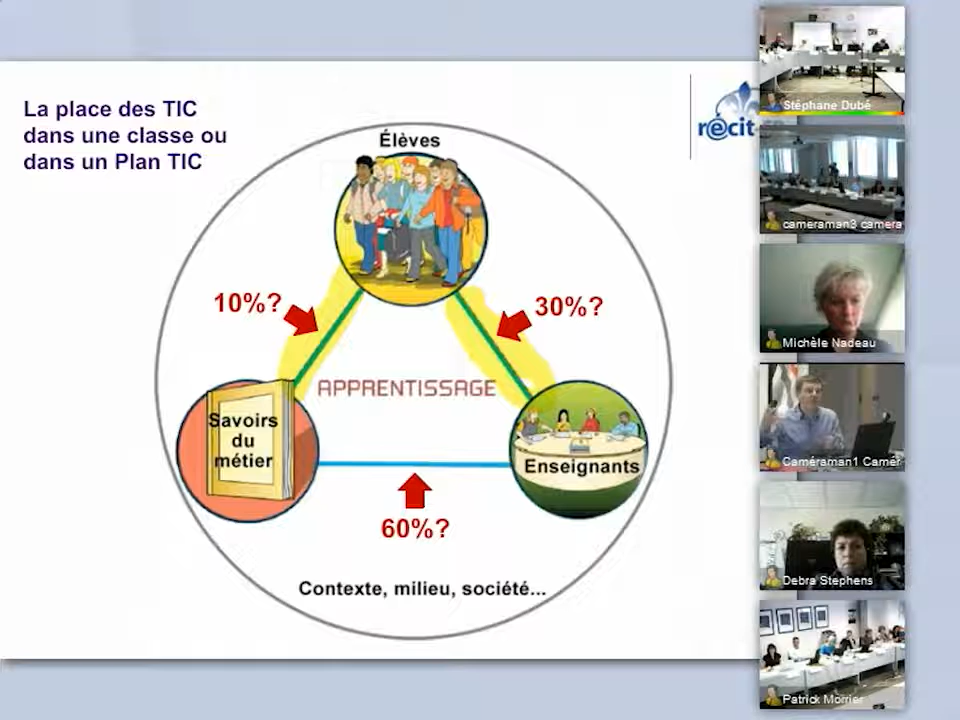 La place des TIC
dans une classe ou
dans un Plan TIC
récit
Élèves
10%?
30%?
APPRENTISSAGE
Savoirs
du
métier
Enseignants
60%?
Contexte, milieu, société...
Stéphane Dubé
cameraman3 camera
Michèle Nadeau
Caméraman1 Camér
Debra Stephens
Patrick Morrier